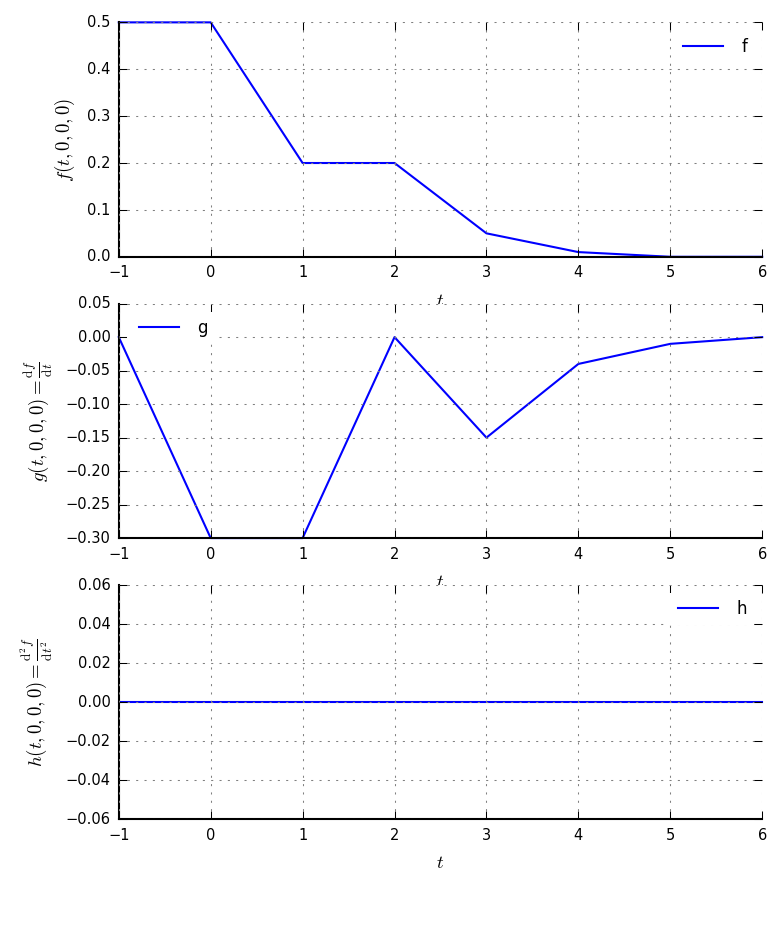 0.5
0.4
0.3
0.2
0.1
0.0
f(t, 0, 0, 0)
f
−1 0 1 2 3 4 5 6
t
0.05
0.00
−0.05
−0.10
−0.15
−0.20
−0.25
−0.30
g(t, 0, 0, 0) = df/dt
g
−1 0 1 2 3 4 5 6
t
0.06
0.04
0.02
0.00
−0.02
−0.04
−0.06
h(t, 0, 0, 0) = d²f/dt²
h
−1 0 1 2 3 4 5 6
t